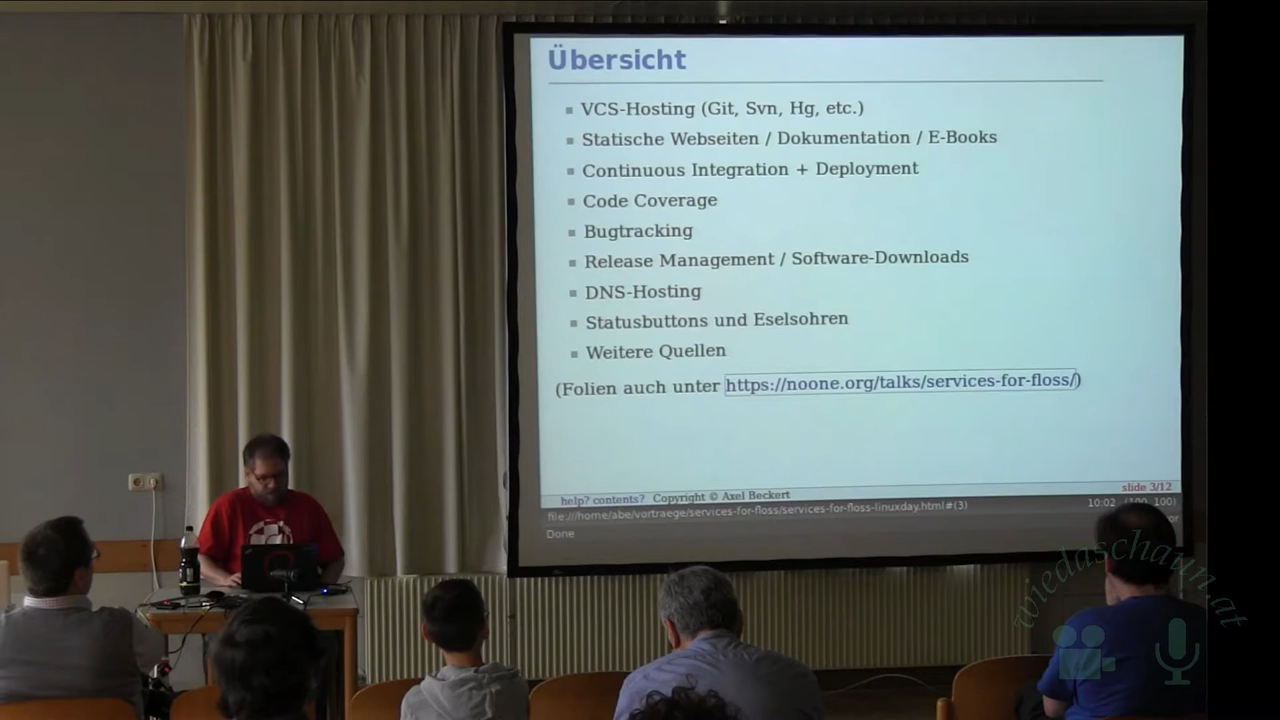 Übersicht
VCS-Hosting (Git, Svn, Hg, etc.)
Statische Webseiten / Dokumentation / E-Books
Continuous Integration + Deployment
Code Coverage
Bugtracking
Release Management / Software-Downloads
DNS-Hosting
Statusbuttons und Eselsohren
Weitere Quellen
(Folien auch unter https://noone.org/talks/services-for-floss/)
slide 3/12
help? contents? Copyright © Axel Beckert
10:02 (100, 100)
file:///home/abe/vortraege/services-for-floss/services-for-floss-linuxday.html#(3)
Done
wiedaschaun.at